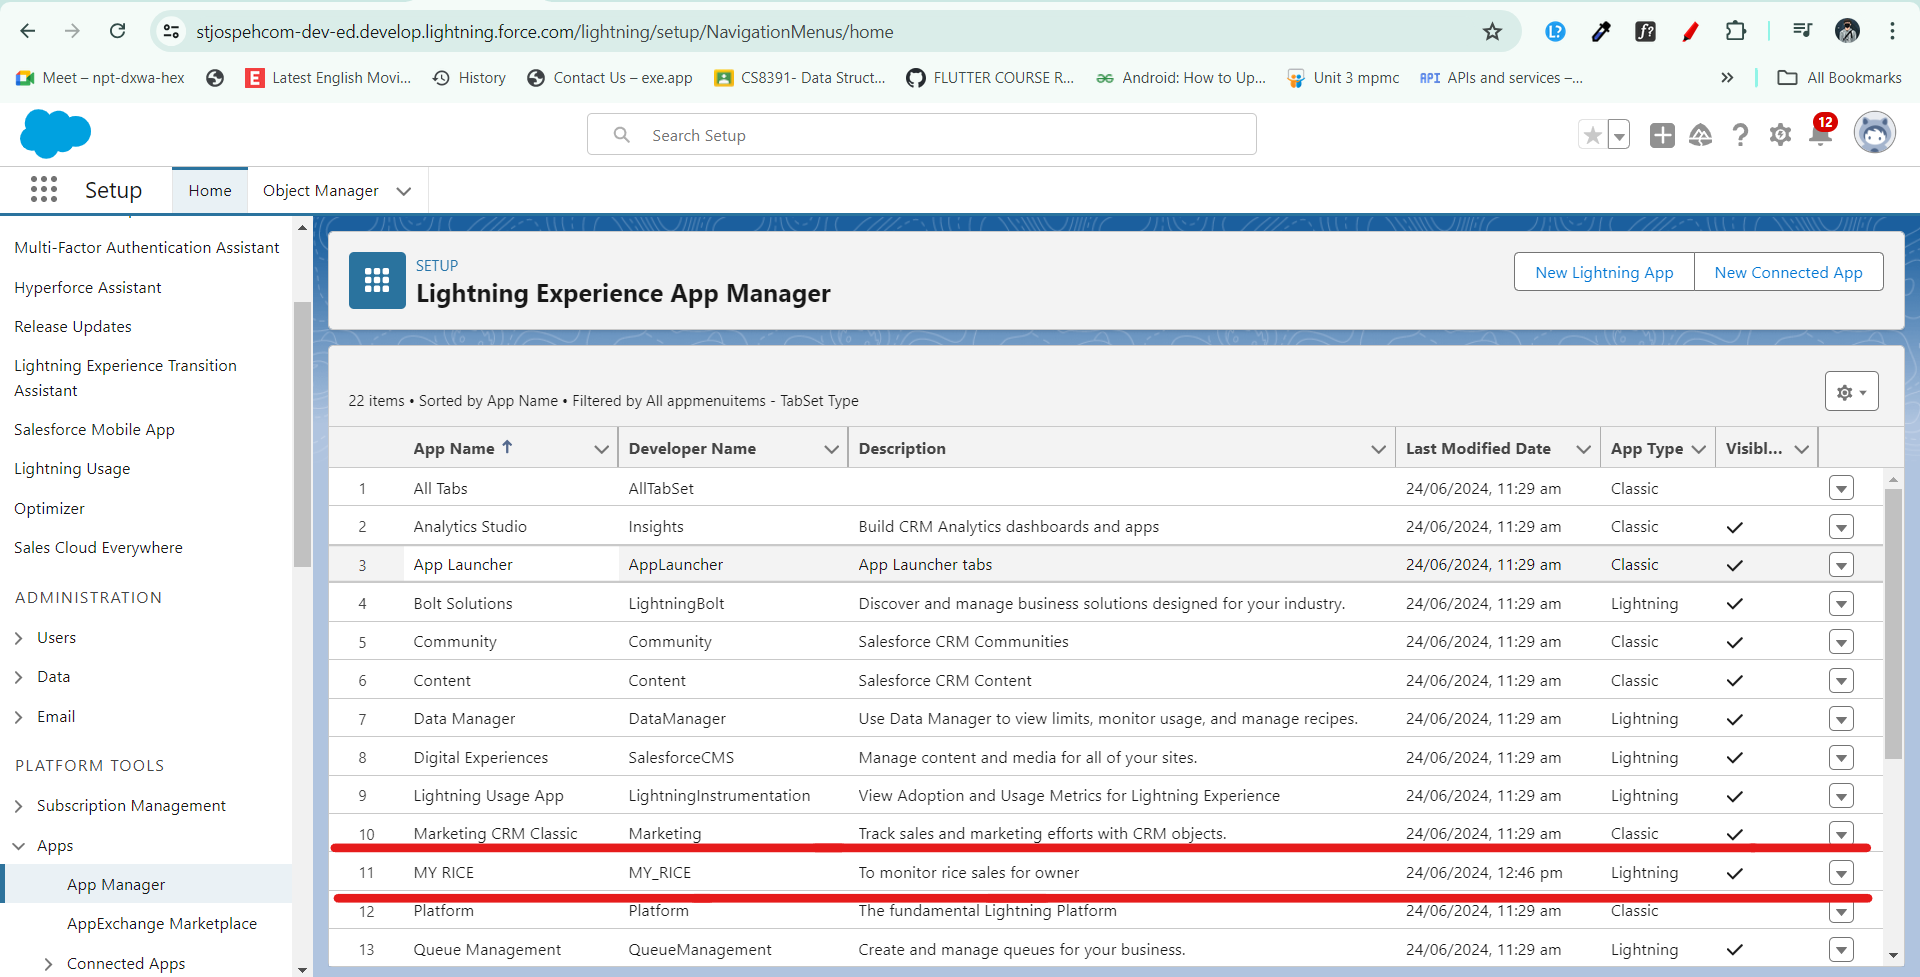 stjospehcom-dev-ed.develop.lightning.force.com/lightning/setup/NavigationMenus/home
Meet – npt-dxwa-hex
Latest English Movi...
History
Contact Us – exe.app
CS8391- Data Struct...
FLUTTER COURSE R...
Android: How to Up...
Unit 3 mpmc
API APIs and services –...
»
All Bookmarks
Search Setup
12
Setup
Home
Object Manager
Multi-Factor Authentication Assistant
Hyperforce Assistant
Release Updates
Lightning Experience Transition
Assistant
Salesforce Mobile App
Lightning Usage
Optimizer
Sales Cloud Everywhere
ADMINISTRATION
Users
Data
Email
PLATFORM TOOLS
Subscription Management
Apps
App Manager
AppExchange Marketplace
Connected Apps
SETUP
Lightning Experience App Manager
New Lightning App
New Connected App
22 items • Sorted by App Name • Filtered by All appmenuitems - TabSet Type
App Name ↑ Developer Name Description Last Modified Date App Type Visibl...
1 All Tabs AllTabSet 24/06/2024, 11:29 am Classic
2 Analytics Studio Insights Build CRM Analytics dashboards and apps 24/06/2024, 11:29 am Classic
3 App Launcher AppLauncher App Launcher tabs 24/06/2024, 11:29 am Classic
4 Bolt Solutions LightningBolt Discover and manage business solutions designed for your industry. 24/06/2024, 11:29 am Lightning
5 Community Community Salesforce CRM Communities 24/06/2024, 11:29 am Classic
6 Content Content Salesforce CRM Content 24/06/2024, 11:29 am Classic
7 Data Manager DataManager Use Data Manager to view limits, monitor usage, and manage recipes. 24/06/2024, 11:29 am Lightning
8 Digital Experiences SalesforceCMS Manage content and media for all of your sites. 24/06/2024, 11:29 am Lightning
9 Lightning Usage App LightningInstrumentation View Adoption and Usage Metrics for Lightning Experience 24/06/2024, 11:29 am Lightning
10 Marketing CRM Classic Marketing Track sales and marketing efforts with CRM objects. 24/06/2024, 11:29 am Classic
11 MY RICE MY_RICE To monitor rice sales for owner 24/06/2024, 12:46 pm Lightning
12 Platform Platform The fundamental Lightning Platform 24/06/2024, 11:29 am Classic
13 Queue Management QueueManagement Create and manage queues for your business. 24/06/2024, 11:29 am Lightning